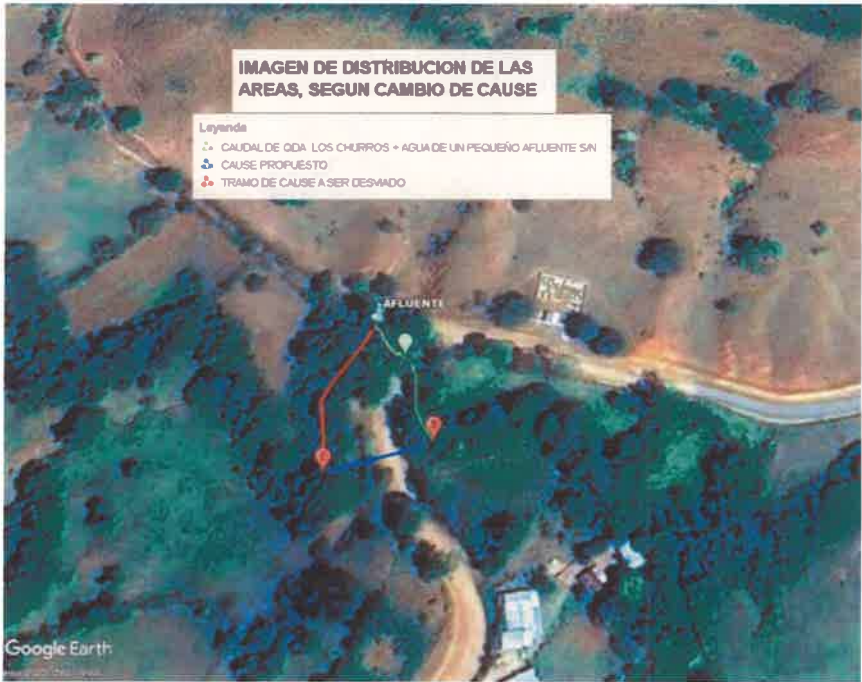 IMAGEN DE DISTRIBUCION DE LAS
AREAS, SEGUN CAMBIO DE CAUSE
Leyenda
CAUDAL DE QDA LOS CHURROS + AGUA DE UN PEQUEÑO AFLUENTE S/N
CAUSE PROPUESTO
TRAMO DE CAUSE A SER DESVIADO
AFLUENTE
Google Earth